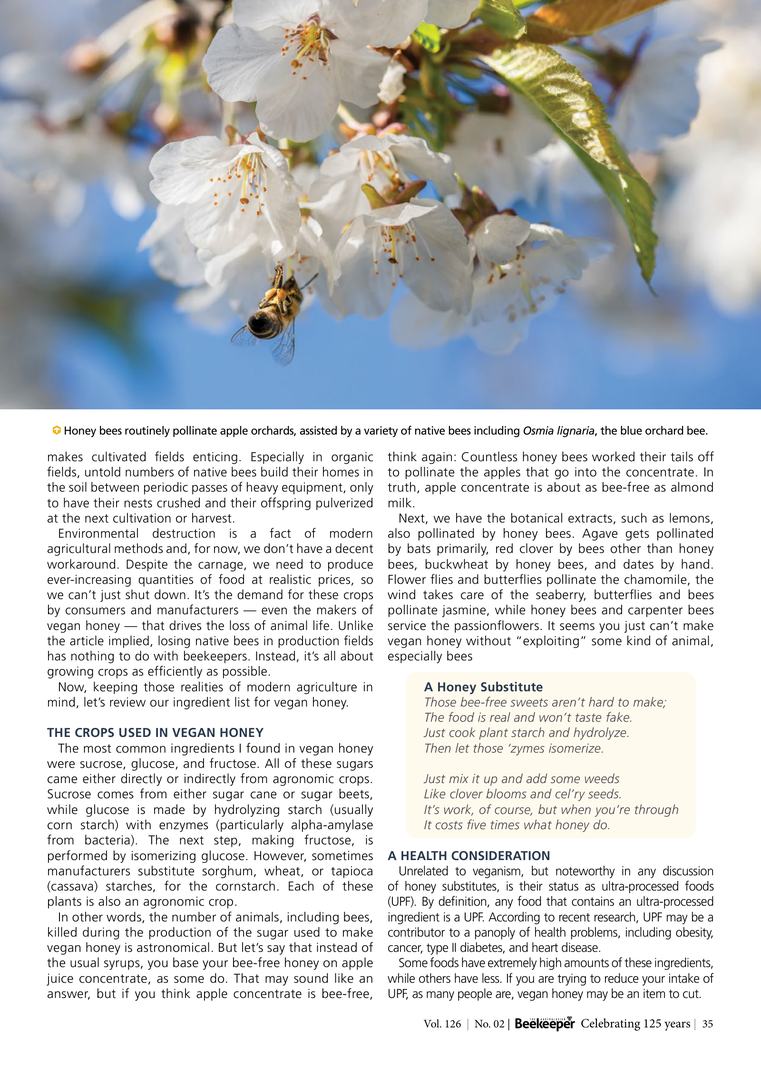 Honey bees routinely pollinate apple orchards, assisted by a variety of native bees including Osmia lignaria, the blue orchard bee.
makes cultivated fields enticing. Especially in organic
fields, untold numbers of native bees build their homes in
the soil between periodic passes of heavy equipment, only
to have their nests crushed and their offspring pulverized
at the next cultivation or harvest.
Environmental destruction is a fact of modern
agricultural methods and, for now, we don't have a decent
workaround. Despite the carnage, we need to produce
ever-increasing quantities of food at realistic prices, so
we can't just shut down. It's the demand for these crops
by consumers and manufacturers — even the makers of
vegan honey — that drives the loss of animal life. Unlike
the article implied, losing native bees in production fields
has nothing to do with beekeepers. Instead, it's all about
growing crops as efficiently as possible.
Now, keeping those realities of modern agriculture in
mind, let's review our ingredient list for vegan honey.
THE CROPS USED IN VEGAN HONEY
The most common ingredients I found in vegan honey
were sucrose, glucose, and fructose. All of these sugars
came either directly or indirectly from agronomic crops.
Sucrose comes from either sugar cane or sugar beets,
while glucose is made by hydrolyzing starch (usually
corn starch) with enzymes (particularly alpha-amylase
from bacteria). The next step, making fructose, is
performed by isomerizing glucose. However, sometimes
manufacturers substitute sorghum, wheat, or tapioca
(cassava) starches, for the cornstarch. Each of these
plants is also an agronomic crop.
In other words, the number of animals, including bees,
killed during the production of the sugar used to make
vegan honey is astronomical. But let's say that instead of
the usual syrups, you base your bee-free honey on apple
juice concentrate, as some do. That may sound like an
answer, but if you think apple concentrate is bee-free,
think again: Countless honey bees worked their tails off
to pollinate the apples that go into the concentrate. In
truth, apple concentrate is about as bee-free as almond
milk.
Next, we have the botanical extracts, such as lemons,
also pollinated by honey bees. Agave gets pollinated
by bats primarily, red clover by bees other than honey
bees, buckwheat by honey bees, and dates by hand.
Flower flies and butterflies pollinate the chamomile, the
wind takes care of the seaberry, butterflies and bees
pollinate jasmine, while honey bees and carpenter bees
service the passionflowers. It seems you just can't make
vegan honey without "exploiting" some kind of animal,
especially bees
A Honey Substitute
Those bee-free sweets aren't hard to make;
The food is real and won't taste fake.
Just cook plant starch and hydrolyze.
Then let those 'zymes isomerize.
Just mix it up and add some weeds
Like clover blooms and cel'ry seeds.
It's work, of course, but when you're through
It costs five times what honey do.
A HEALTH CONSIDERATION
Unrelated to veganism, but noteworthy in any discussion
of honey substitutes, is their status as ultra-processed foods
(UPF). By definition, any food that contains an ultra-processed
ingredient is a UPF. According to recent research, UPF may be a
contributor to a panoply of health problems, including obesity,
cancer, type II diabetes, and heart disease.
Some foods have extremely high amounts of these ingredients,
while others have less. If you are trying to reduce your intake of
UPF, as many people are, vegan honey may be an item to cut.
Vol. 126 | No. 02 | Beekeeper Celebrating 125 years | 35